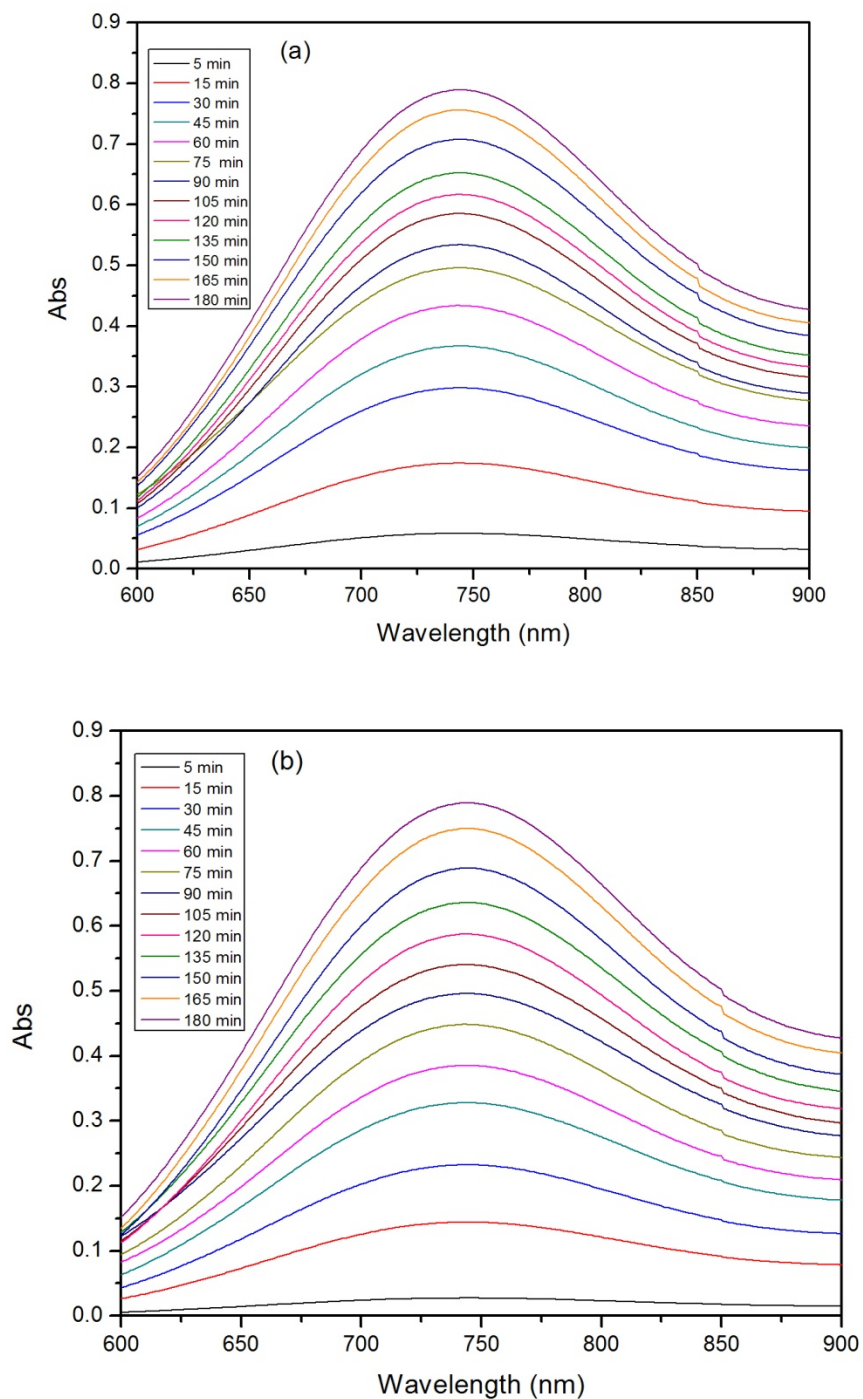 (a)
0.9
0.8
0.7
0.6
0.5
0.4
0.3
0.2
0.1
0.0
Abs
5 min
15 min
30 min
45 min
60 min
75  min
90 min
105 min
120 min
135 min
150 min
165 min
180 min
600 650 700 750 800 850 900
Wavelength (nm)
(b)
0.9
0.8
0.7
0.6
0.5
0.4
0.3
0.2
0.1
0.0
Abs
5 min
15 min
30 min
45 min
60 min
75 min
90 min
105 min
120 min
135 min
150 min
165 min
180 min
600 650 700 750 800 850 900
Wavelength (nm)